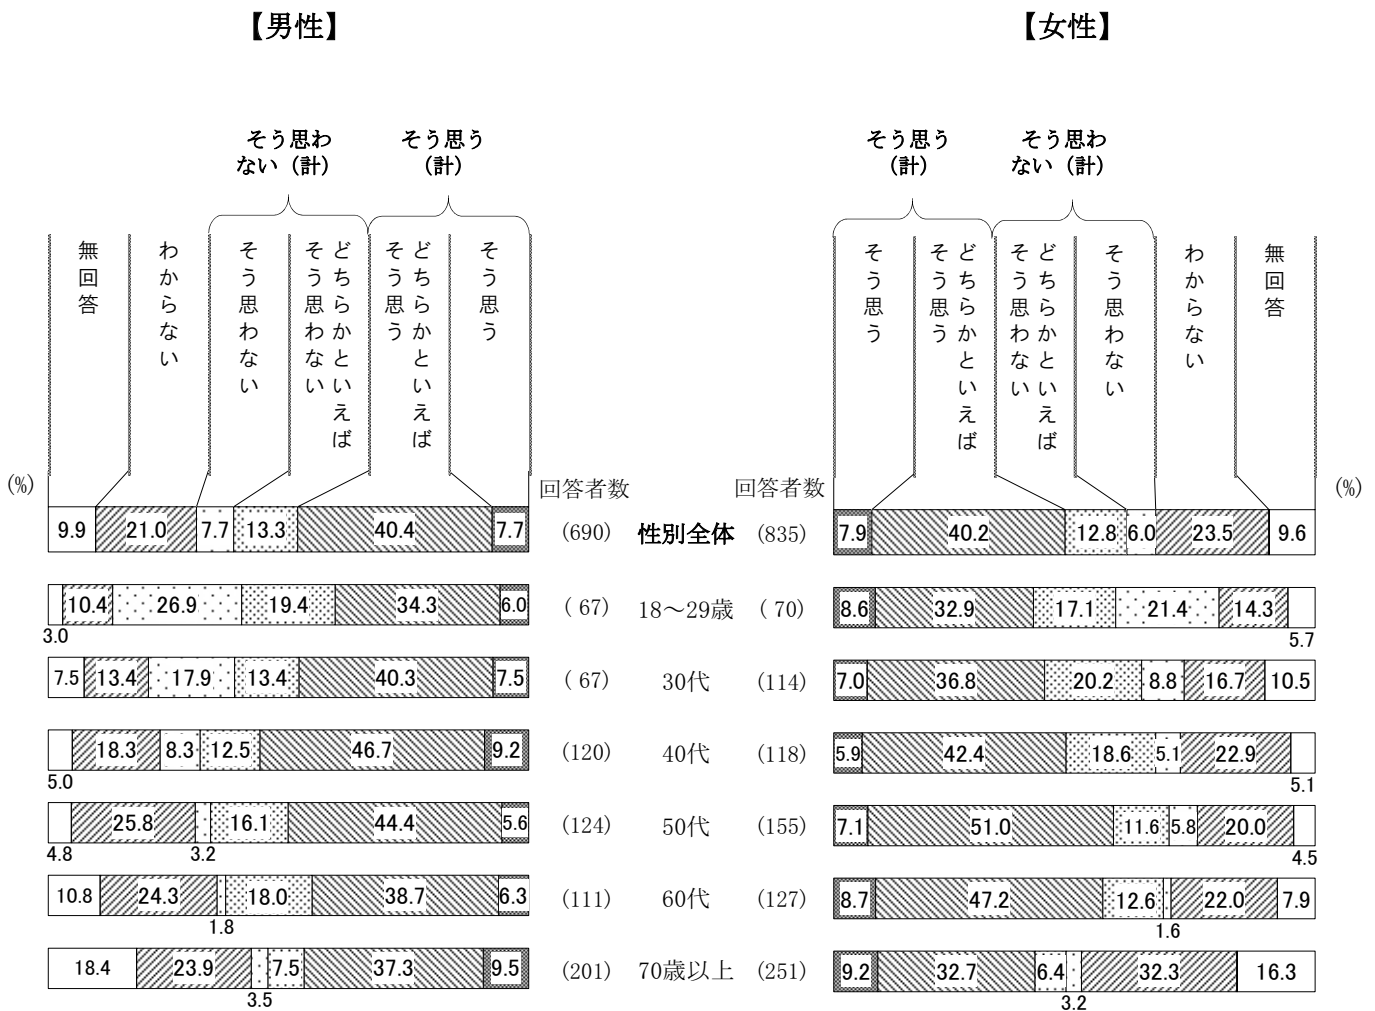 【男性】
【女性】
そう思わ
ない（計）
そう思う
（計）
そう思う
（計）
そう思わ
ない（計）
無回答
わからない
そう思わない
どちらかといえば
そう思わない
どちらかといえば
そう思う
そう思う
そう思う
どちらかといえば
そう思う
どちらかといえば
そう思わない
そう思わない
わからない
無回答
(%)
回答者数
回答者数
(%)
9.9 21.0 7.7 13.3 40.4 7.7 (690) 性別全体 (835) 7.9 40.2 12.8 6.0 23.5 9.6
3.0 10.4 26.9 19.4 34.3 6.0 ( 67) 18～29歳 ( 70) 8.6 32.9 17.1 21.4 14.3 5.7
7.5 13.4 17.9 13.4 40.3 7.5 ( 67) 30代 (114) 7.0 36.8 20.2 8.8 16.7 10.5
5.0 18.3 8.3 12.5 46.7 9.2 (120) 40代 (118) 5.9 42.4 18.6 5.1 22.9 5.1
4.8 25.8 3.2 16.1 44.4 5.6 (124) 50代 (155) 7.1 51.0 11.6 5.8 20.0 4.5
10.8 24.3 1.8 18.0 38.7 6.3 (111) 60代 (127) 8.7 47.2 12.6 1.6 22.0 7.9
18.4 23.9 3.5 7.5 37.3 9.5 (201) 70歳以上 (251) 9.2 32.7 6.4 3.2 32.3 16.3